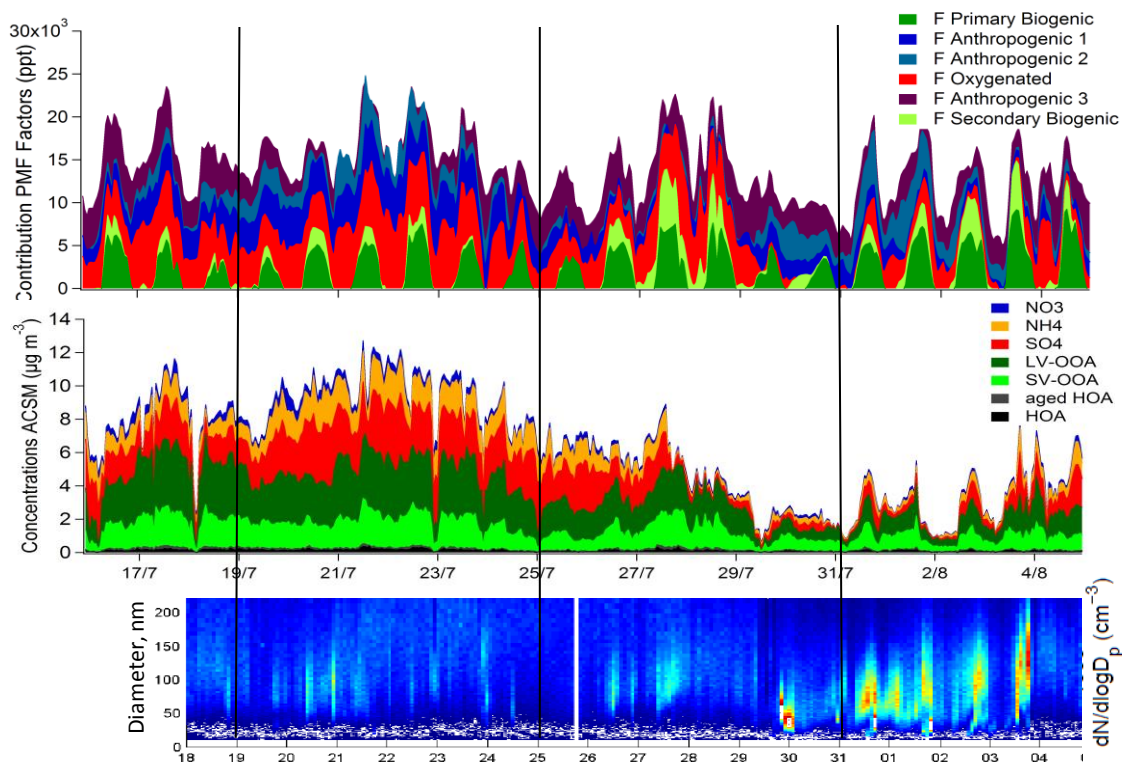 30x10³
25
20
15
10
5
0
Contribution PMF Factors (ppt)
F Primary Biogenic
F Anthropogenic 1
F Anthropogenic 2
F Oxygenated
F Anthropogenic 3
F Secondary Biogenic
14
12
10
8
6
4
2
0
Concentrations ACSM (µg m⁻³)
NO3
NH4
SO4
LV-OOA
SV-OOA
aged HOA
HOA
17/7 19/7 21/7 23/7 25/7 27/7 29/7 31/7 2/8 4/8
200
150
100
50
0
Diameter, nm
dN/dlogDₚ (cm⁻³)
18 19 20 21 22 23 24 25 26 27 28 29 30 31 01 02 03 04